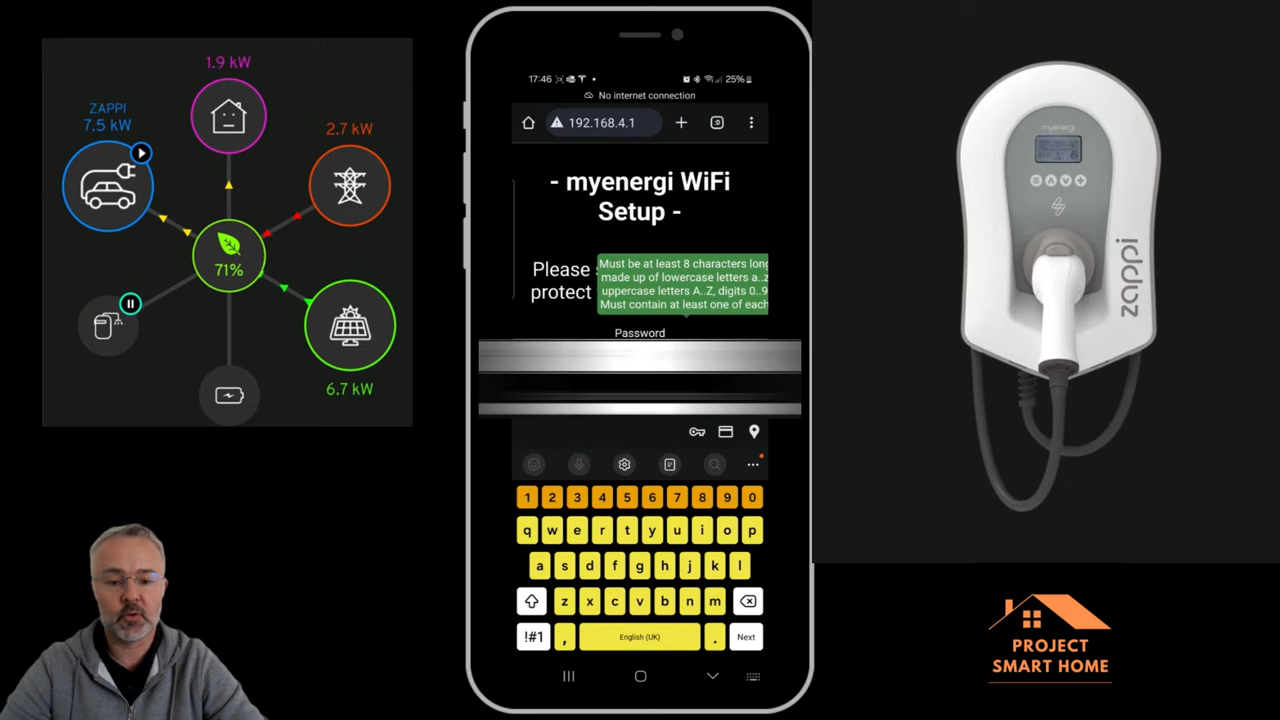 1.9 kW
ZAPPI
7.5 kW
2.7 kW
71%
6.7 kW
17:46
25%
No internet connection
192.168.4.1
:D
- myenergi WiFi
Setup -
Please
protect
Must be at least 8 characters long
made up of lowercase letters a..z
uppercase letters A..Z, digits 0..9
Must contain at least one of each
Password
1 2 3 4 5 6 7 8 9 0
q w e r t y u i o p
a s d f g h j k l
z x c v b n m
!#1 , English (UK) . Next
myenergi
zappi
PROJECT
SMART HOME